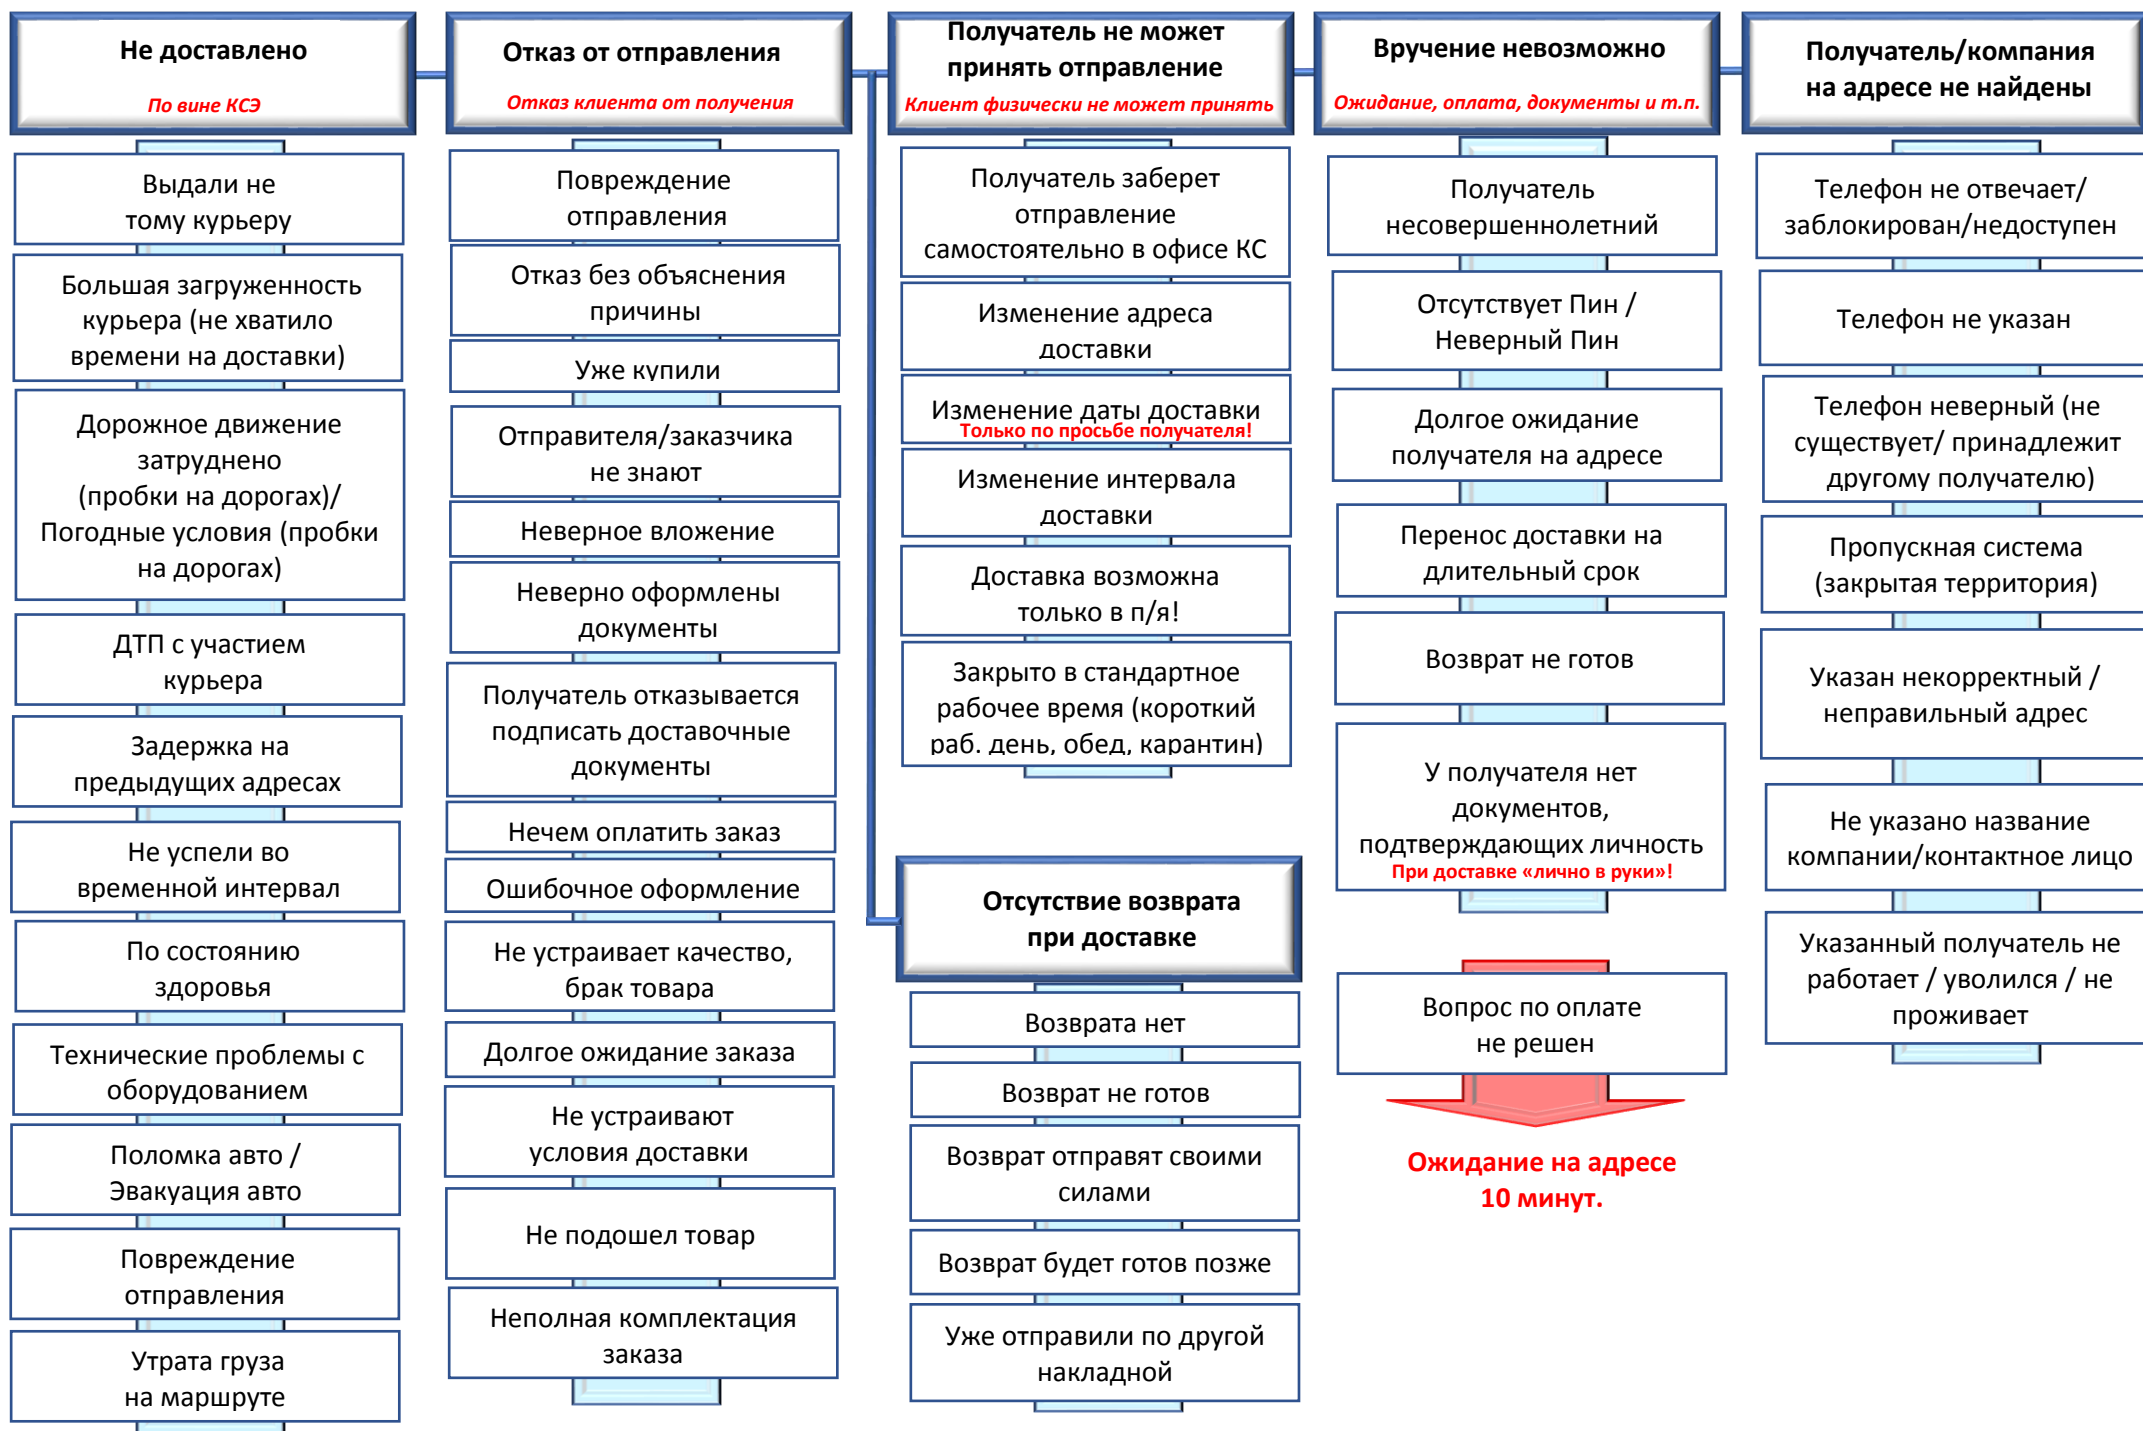 Не доставлено
По вине КСЭ
Выдали не
тому курьеру
Большая загруженность
курьера (не хватило
времени на доставки)
Дорожное движение
затруднено
(пробки на дорогах)/
Погодные условия (пробки
на дорогах)
ДТП с участием
курьера
Задержка на
предыдущих адресах
Не успели во
временной интервал
По состоянию
здоровья
Технические проблемы с
оборудованием
Поломка авто /
Эвакуация авто
Повреждение
отправления
Утрата груза
на маршруте
Отказ от отправления
Отказ клиента от получения
Повреждение
отправления
Отказ без объяснения
причины
Уже купили
Отправителя/заказчика
не знают
Неверное вложение
Неверно оформлены
документы
Получатель отказывается
подписать доставочные
документы
Нечем оплатить заказ
Ошибочное оформление
Не устраивает качество,
брак товара
Долгое ожидание заказа
Не устраивают
условия доставки
Не подошел товар
Неполная комплектация
заказа
Получатель не может
принять отправление
Клиент физически не может принять
Получатель заберет
отправление
самостоятельно в офисе КС
Изменение адреса
доставки
Изменение даты доставки
Только по просьбе получателя!
Изменение интервала
доставки
Доставка возможна
только в п/я!
Закрыто в стандартное
рабочее время (короткий
раб. день, обед, карантин)
Отсутствие возврата
при доставке
Возврата нет
Возврат не готов
Возврат отправят своими
силами
Возврат будет готов позже
Уже отправили по другой
накладной
Вручение невозможно
Ожидание, оплата, документы и т.п.
Получатель
несовершеннолетний
Отсутствует Пин /
Неверный Пин
Долгое ожидание
получателя на адресе
Перенос доставки на
длительный срок
Возврат не готов
У получателя нет
документов,
подтверждающих личность
При доставке «лично в руки»!
Вопрос по оплате
не решен
Ожидание на адресе
10 минут.
Получатель/компания
на адресе не найдены
Телефон не отвечает/
заблокирован/недоступен
Телефон не указан
Телефон неверный (не
существует/ принадлежит
другому получателю)
Пропускная система
(закрытая территория)
Указан некорректный /
неправильный адрес
Не указано название
компании/контактное лицо
Указанный получатель не
работает / уволился / не
проживает